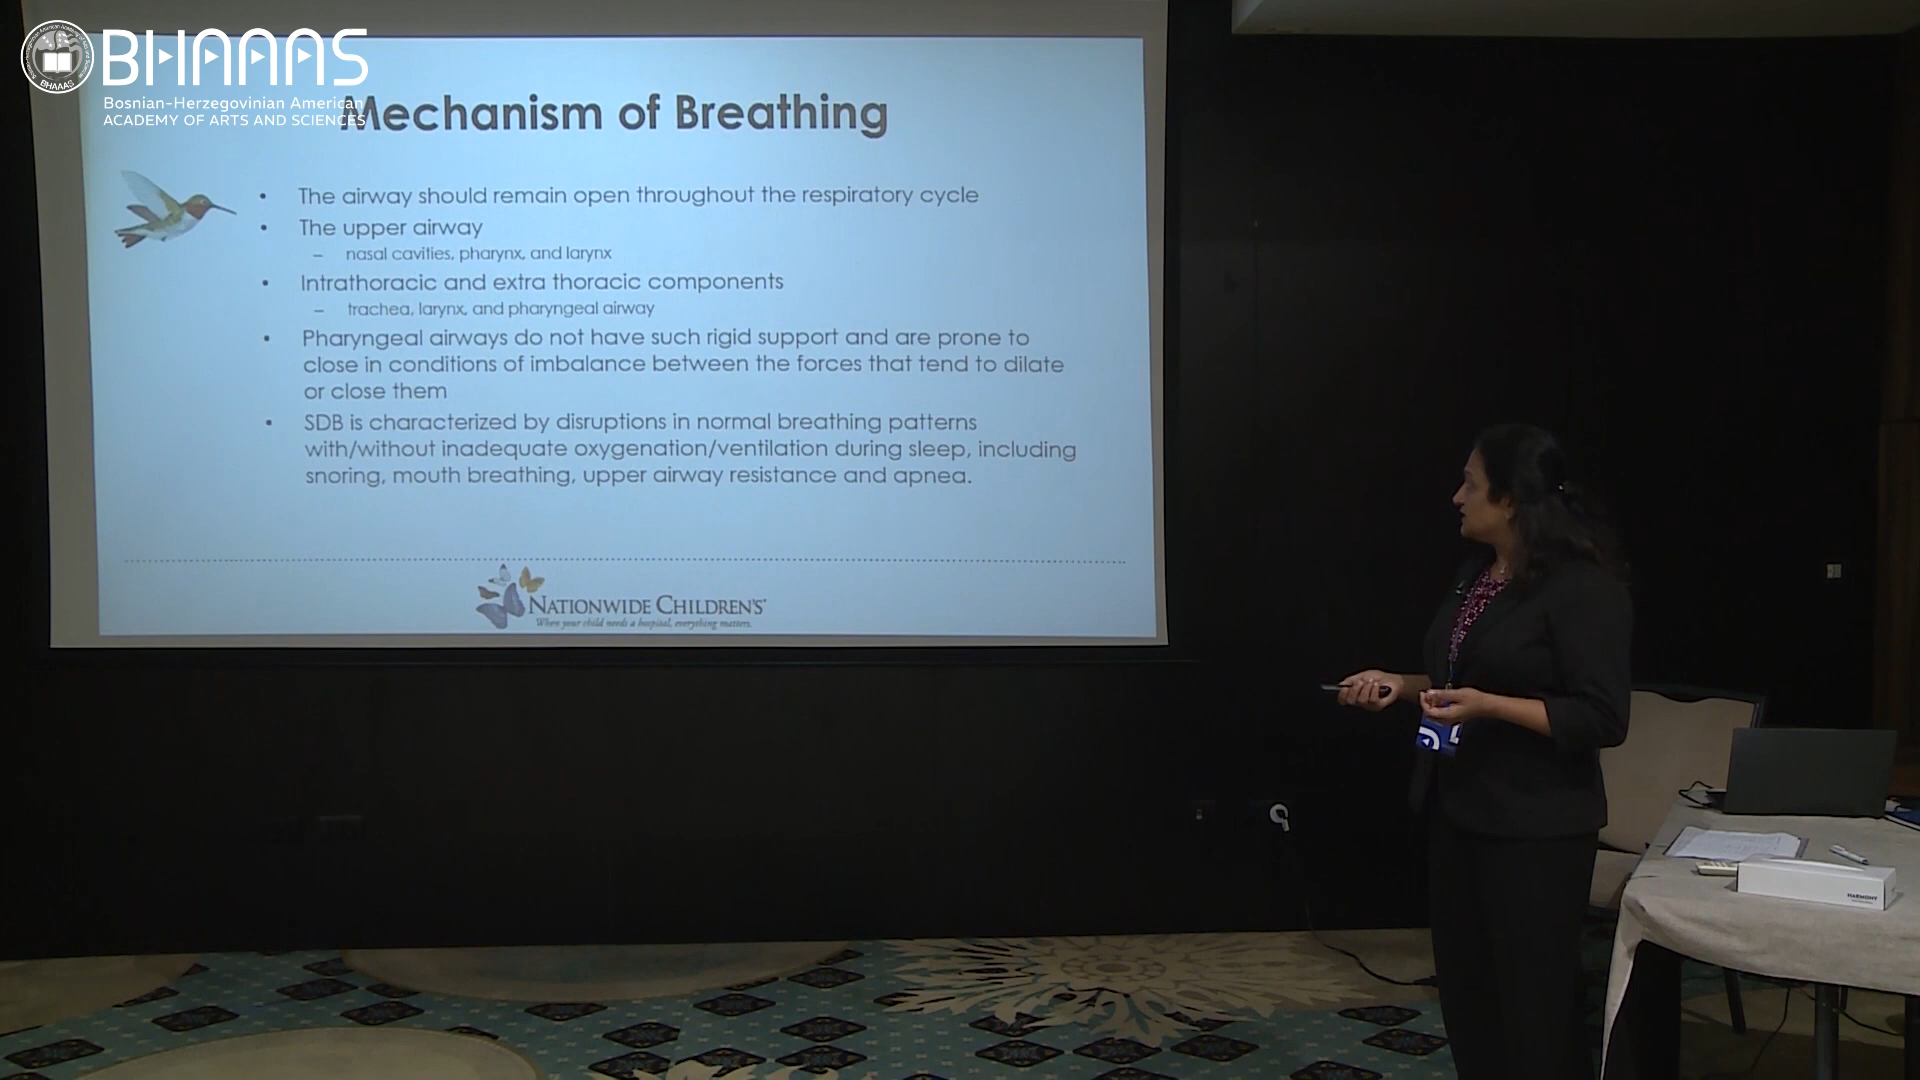 BHAAAS
Bosnian-Herzegovinian American
ACADEMY OF ARTS AND SCIENCES
BHAAAS
Mechanism of Breathing
• The airway should remain open throughout the respiratory cycle
• The upper airway
– nasal cavities, pharynx, and larynx
• Intrathoracic and extra thoracic components
– trachea, larynx, and pharyngeal airway
• Pharyngeal airways do not have such rigid support and are prone to
close in conditions of imbalance between the forces that tend to dilate
or close them
• SDB is characterized by disruptions in normal breathing patterns
with/without inadequate oxygenation/ventilation during sleep, including
snoring, mouth breathing, upper airway resistance and apnea.
NATIONWIDE CHILDREN'S
When your child needs a hospital, everything matters.
HARMONY